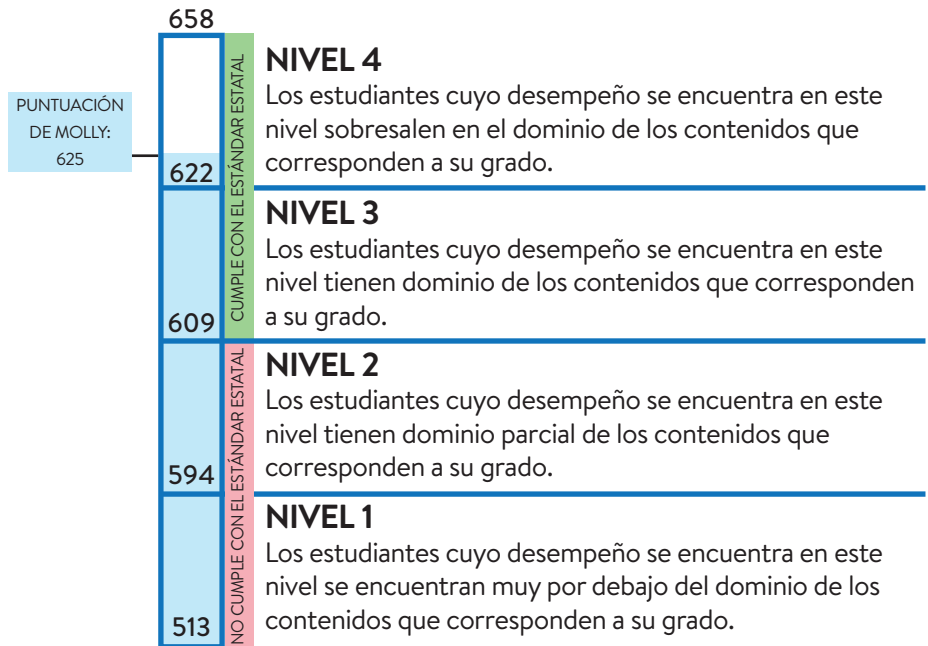 658
PUNTUACIÓN
DE MOLLY:
625
CUMPLE CON EL ESTÁNDAR ESTATAL
NIVEL 4
Los estudiantes cuyo desempeño se encuentra en este
nivel sobresalen en el dominio de los contenidos que
corresponden a su grado.
622
NIVEL 3
Los estudiantes cuyo desempeño se encuentra en este
nivel tienen dominio de los contenidos que corresponden
a su grado.
609
NO CUMPLE CON EL ESTÁNDAR ESTATAL
NIVEL 2
Los estudiantes cuyo desempeño se encuentra en este
nivel tienen dominio parcial de los contenidos que
corresponden a su grado.
594
NIVEL 1
Los estudiantes cuyo desempeño se encuentra en este
nivel se encuentran muy por debajo del dominio de los
contenidos que corresponden a su grado.
513